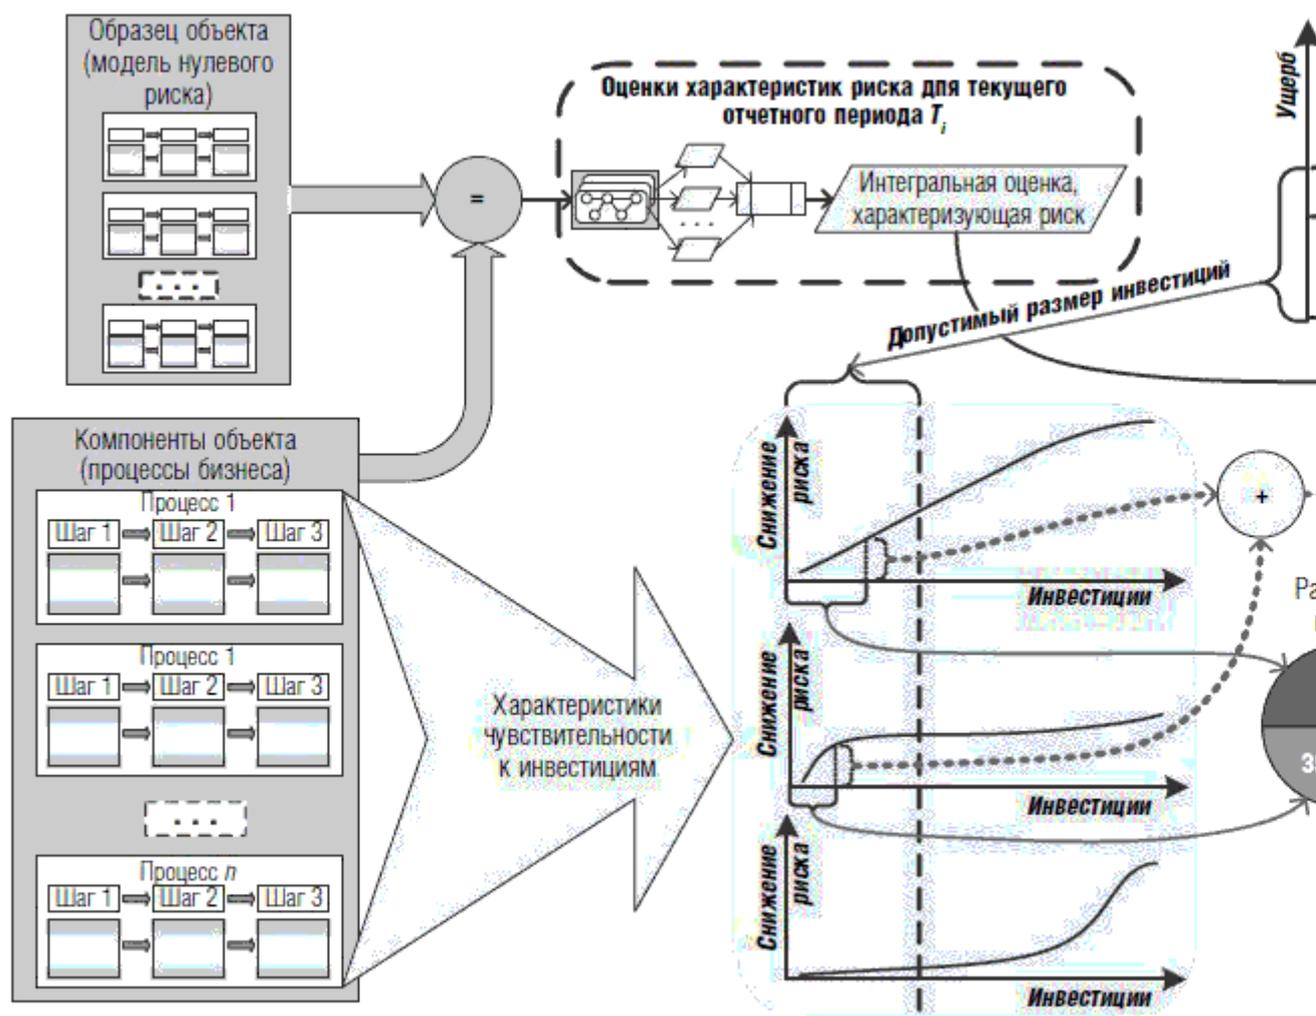 Образец объекта
(модель нулевого
риска)
. . .
=
Оценки характеристик риска для текущего
отчетного периода Ti
. . .
Интегральная оценка,
характеризующая риск
Ущерб
Допустимый размер инвестиций
Компоненты объекта
(процессы бизнеса)
Процесс 1
Шаг 1
Шаг 2
Шаг 3
Процесс 1
Шаг 1
Шаг 2
Шаг 3
. . .
Процесс n
Шаг 1
Шаг 2
Шаг 3
Характеристики
чувствительности
к инвестициям
Снижение
риска
Инвестиции
Снижение
риска
Инвестиции
Снижение
риска
Инвестиции
+